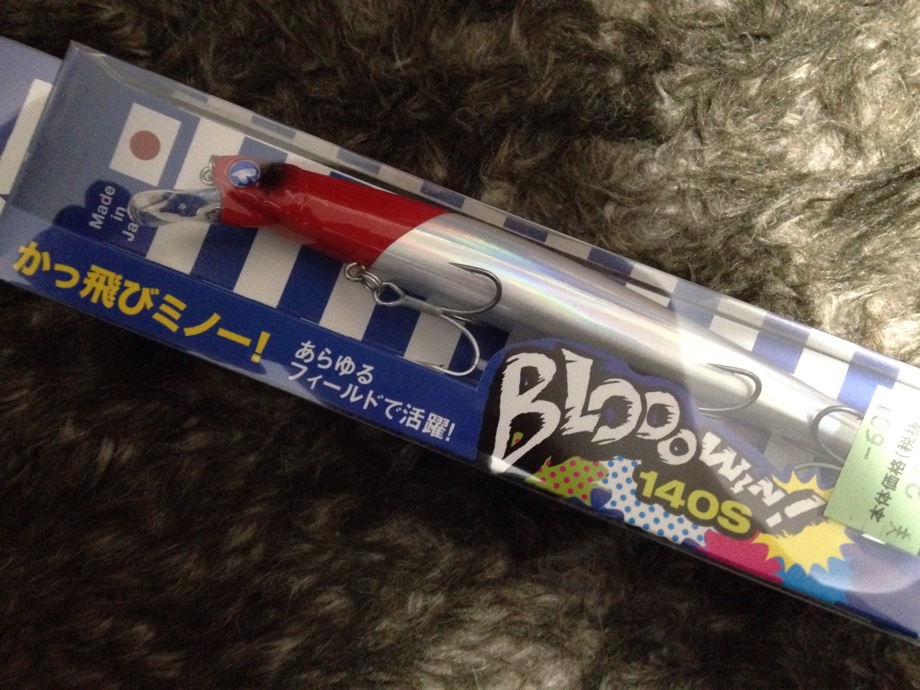 Made
in
かっ飛びミノー!
あらゆる
フィールドで活躍!
BLOOOWIN!
140S
本体価格(税抜